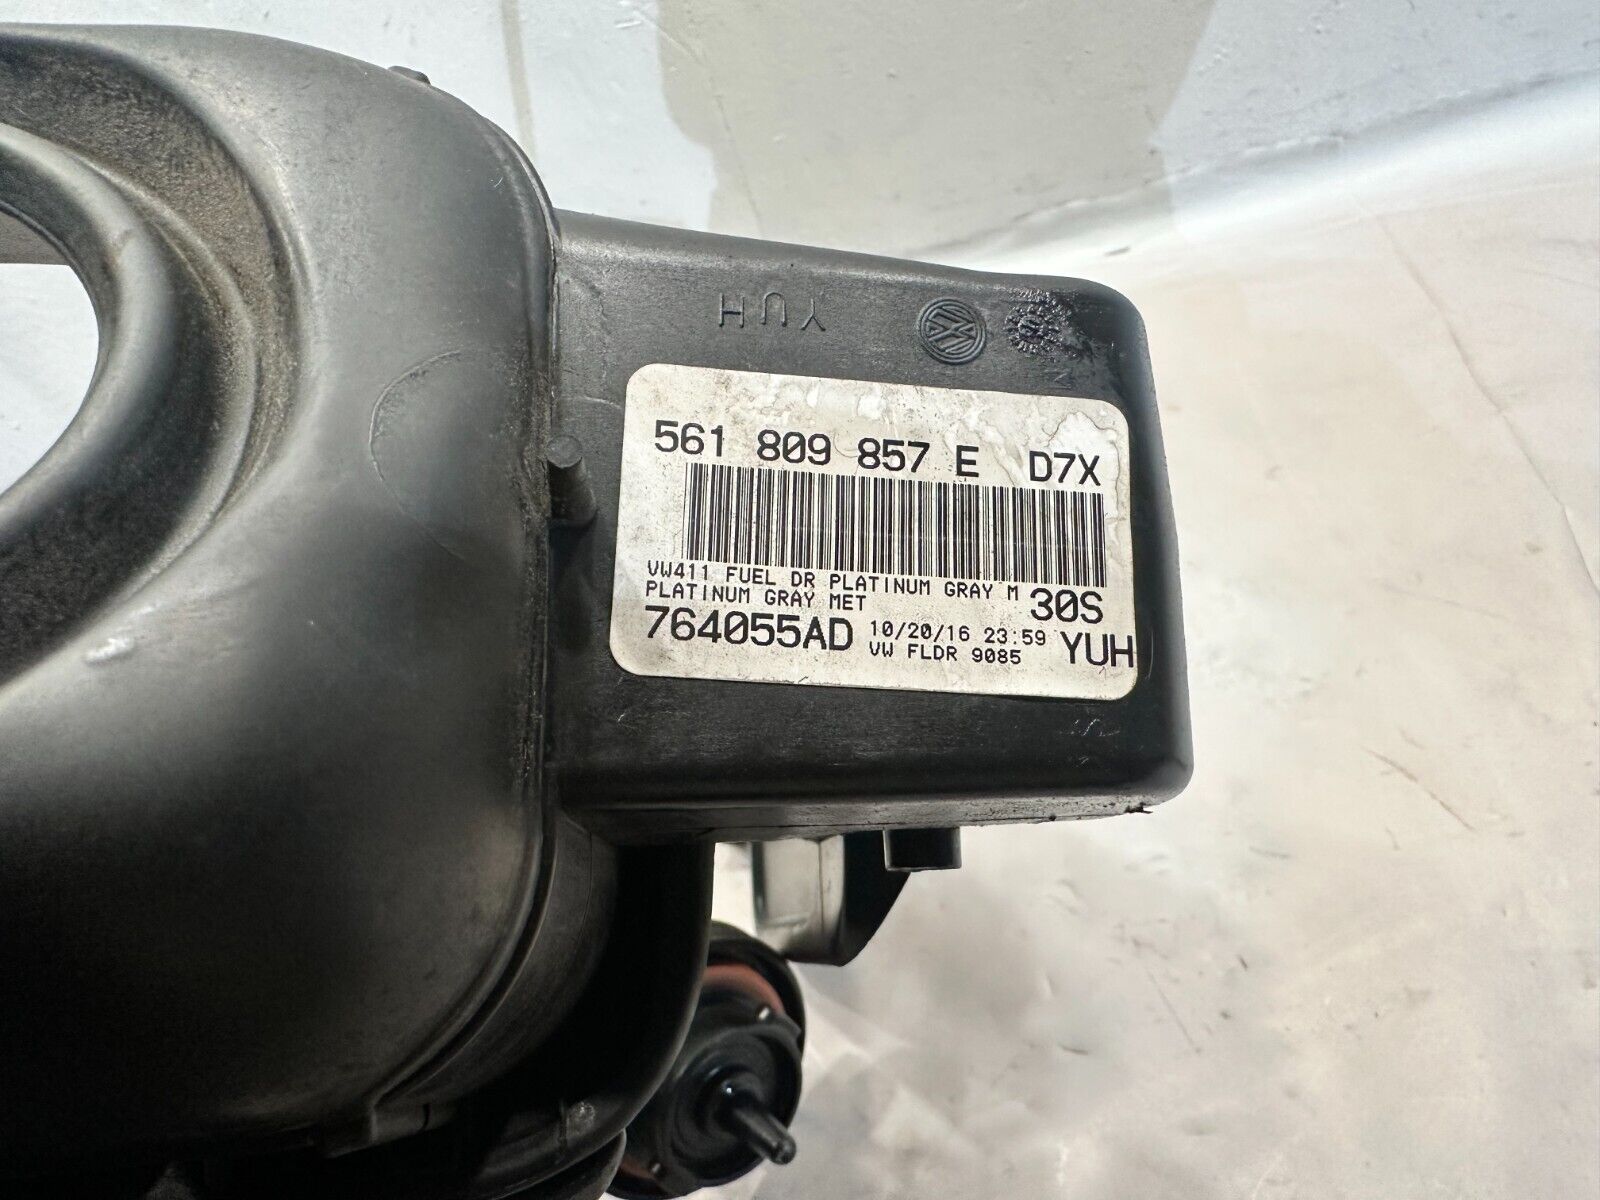 YUH
561 809 857 E D7X
VW411 FUEL DR PLATINUM GRAY M
PLATINUM GRAY MET 30S
764055AD 10/20/16 23:59 YUH
VW FLDR 9085